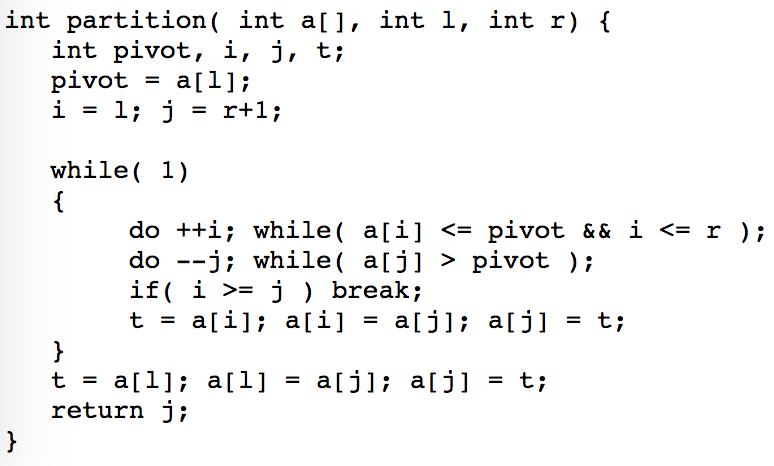 int partition( int a[], int l, int r) {
int pivot, i, j, t;
pivot = a[l];
i = l; j = r+1;
while( 1)
{
do ++i; while( a[i] <= pivot && i <= r );
do --j; while( a[j] > pivot );
if( i >= j ) break;
t = a[i]; a[i] = a[j]; a[j] = t;
}
t = a[l]; a[l] = a[j]; a[j] = t;
return j;
}